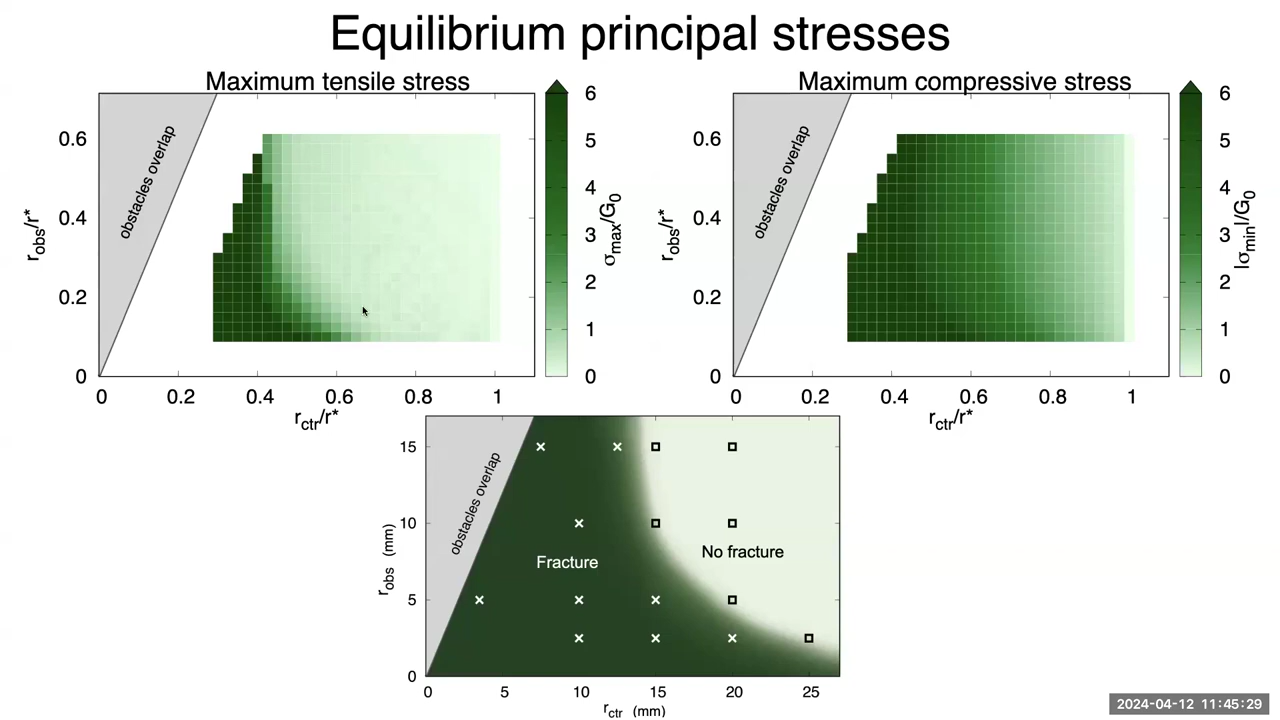 Equilibrium principal stresses
Maximum tensile stress
Maximum compressive stress
obstacles overlap
0.6
0.4
0.2
0
r_obs/r*
0
0.2
0.4
0.6
0.8
1
r_ctr/r*
6
5
4
3
2
1
0
σ_max/G_0
obstacles overlap
0.6
0.4
0.2
0
r_obs/r*
0
0.2
0.4
0.6
0.8
1
r_ctr/r*
6
5
4
3
2
1
0
|σ_min|/G_0
obstacles overlap
Fracture
No fracture
15
10
5
0
r_obs (mm)
0
5
10
15
20
25
r_ctr (mm)
2024-04-12 11:45:29